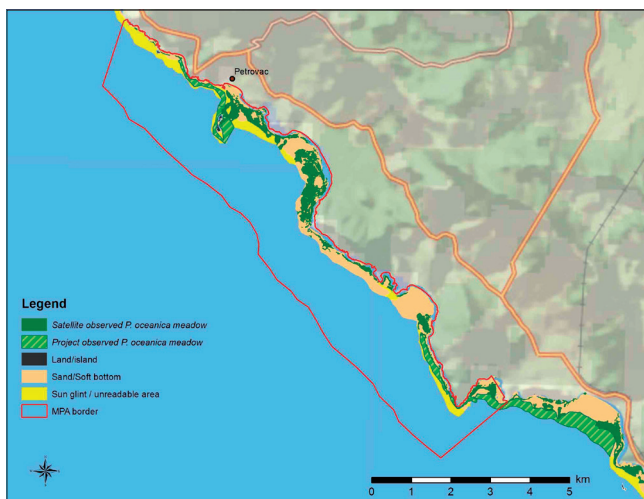 Petrovac
Legend
Satellite observed P. oceanica meadow
Project observed P. oceanica meadow
Land/island
Sand/Soft bottom
Sun glint / unreadable area
MPA border
km
0 1 2 3 4 5